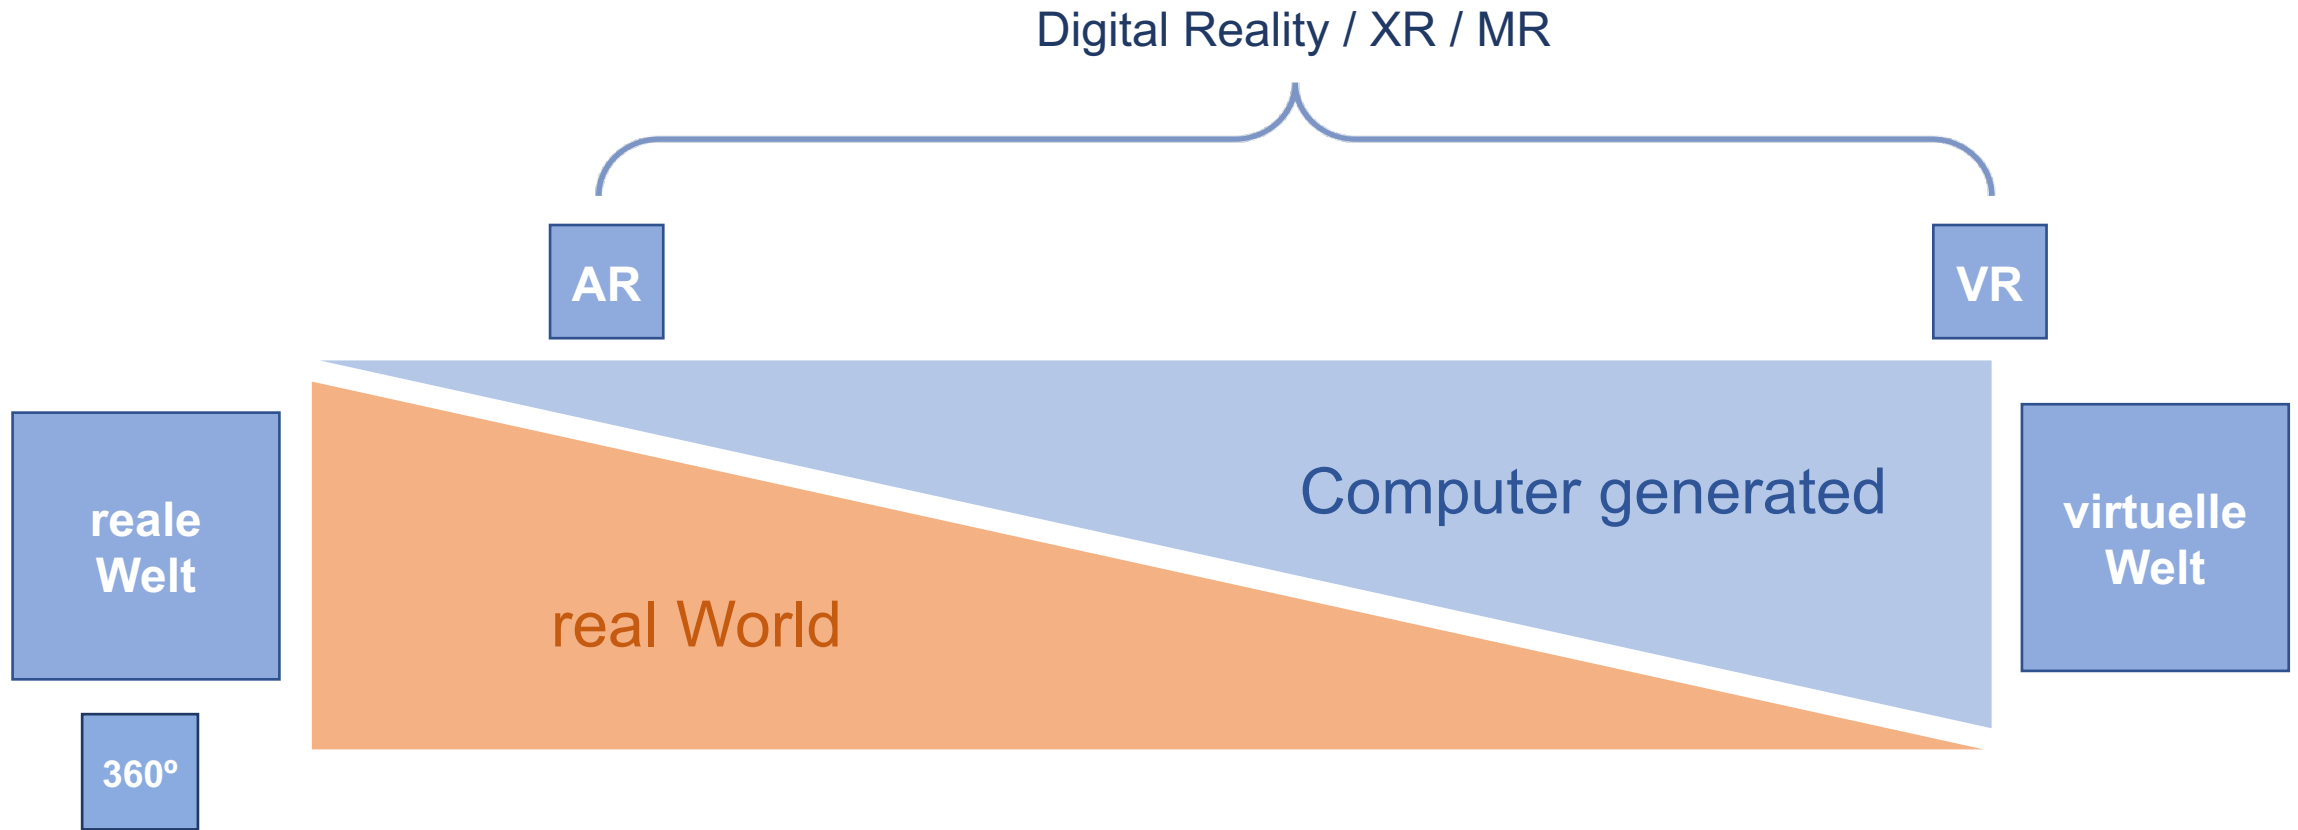 Digital Reality / XR / MR
AR
VR
reale
Welt
Computer generated
virtuelle
Welt
real World
360º